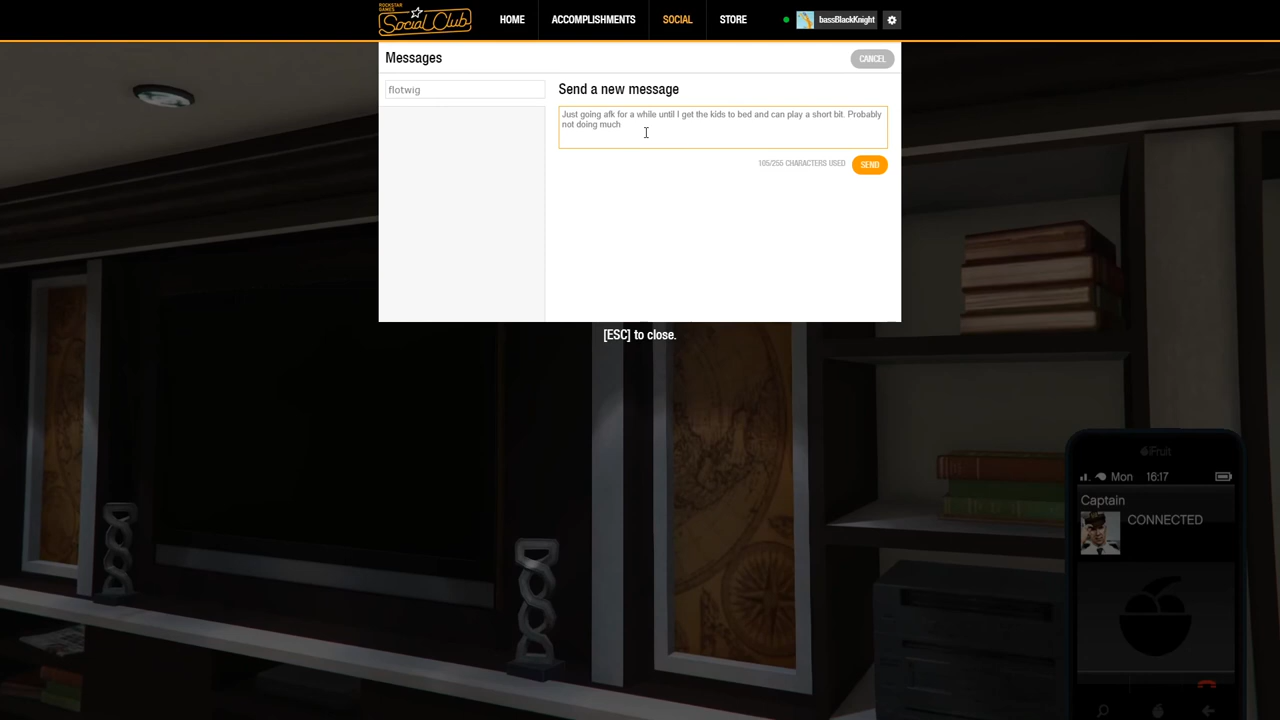 ROCKSTAR
GAMES
Social Club
HOME
ACCOMPLISHMENTS
SOCIAL
STORE
bassBlackKnight
Messages
CANCEL
flotwig
Send a new message
Just going afk for a while until I get the kids to bed and can play a short bit. Probably
not doing much
105/255 CHARACTERS USED
SEND
[ESC] to close.
iFruit
Mon
16:17
Captain
CONNECTED